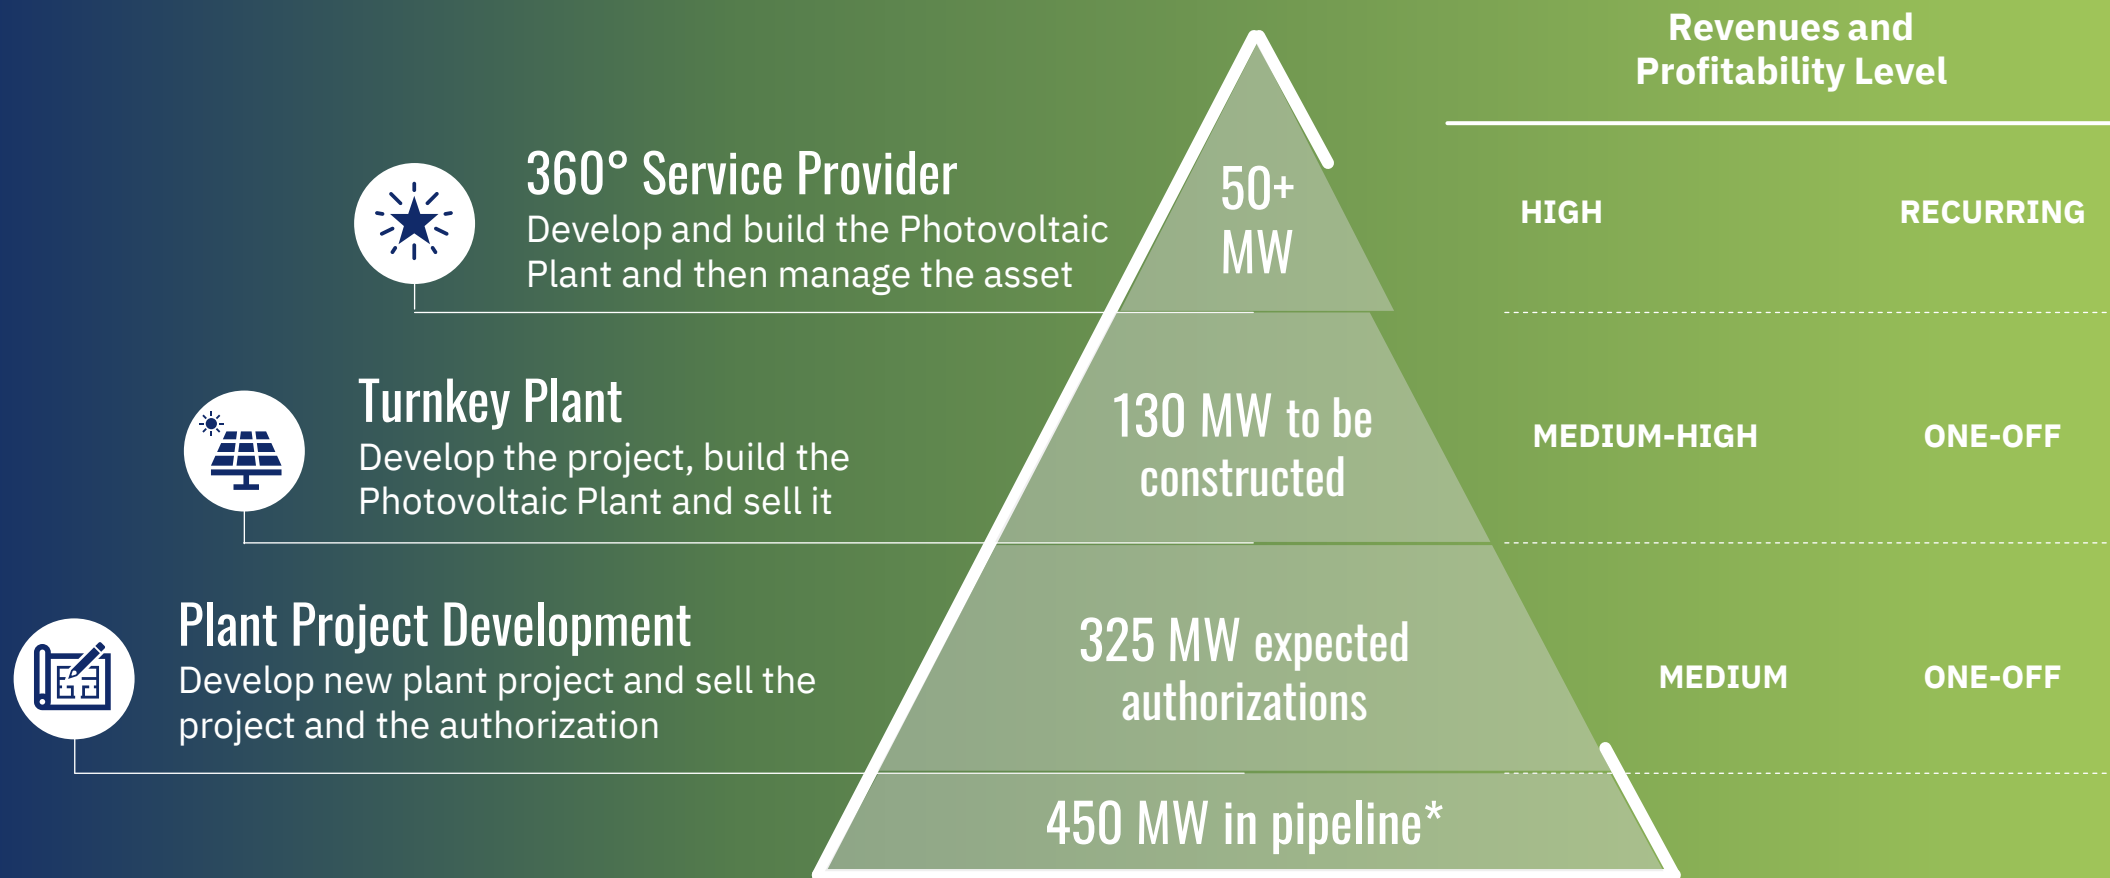 Revenues and
Profitability Level
360° Service Provider
Develop and build the Photovoltaic
Plant and then manage the asset
50+
MW
HIGH
RECURRING
Turnkey Plant
Develop the project, build the
Photovoltaic Plant and sell it
130 MW to be
constructed
MEDIUM-HIGH
ONE-OFF
Plant Project Development
Develop new plant project and sell the
project and the authorization
325 MW expected
authorizations
MEDIUM
ONE-OFF
450 MW in pipeline*